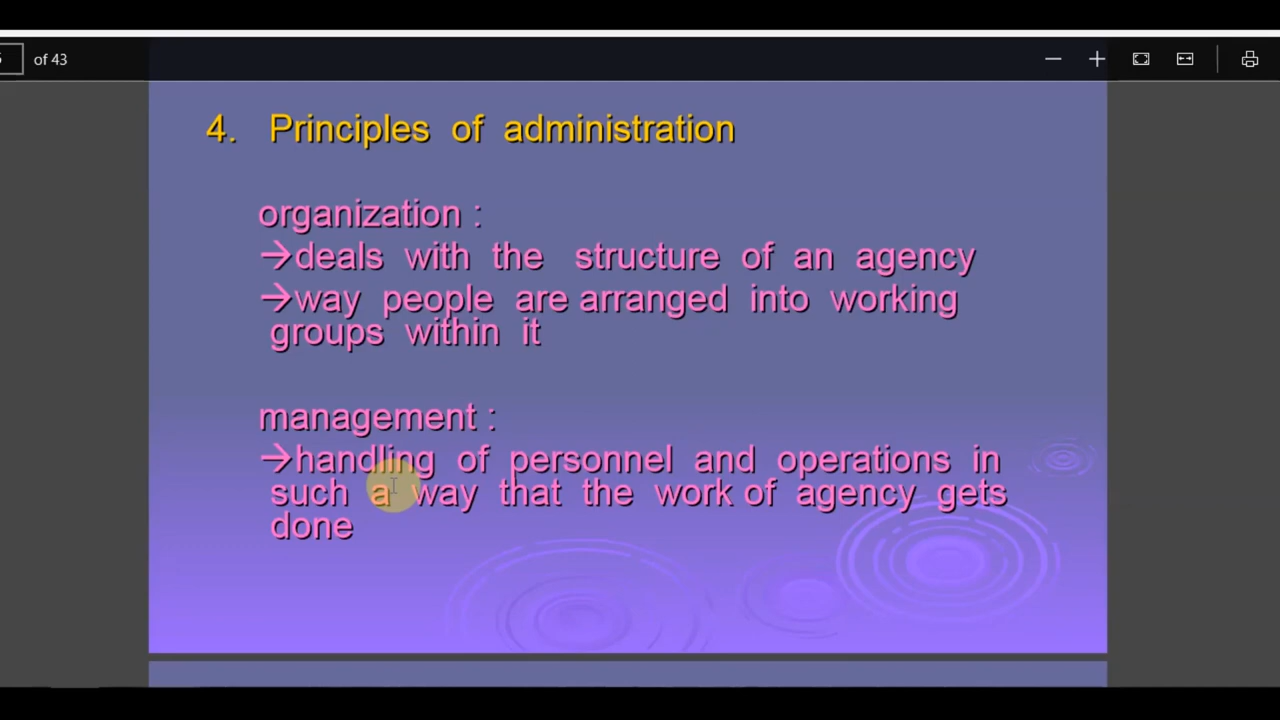 of 43
4. Principles of administration
organization :
→deals with the structure of an agency
→way people are arranged into working
groups within it
management :
→handling of personnel and operations in
such a way that the work of agency gets
done